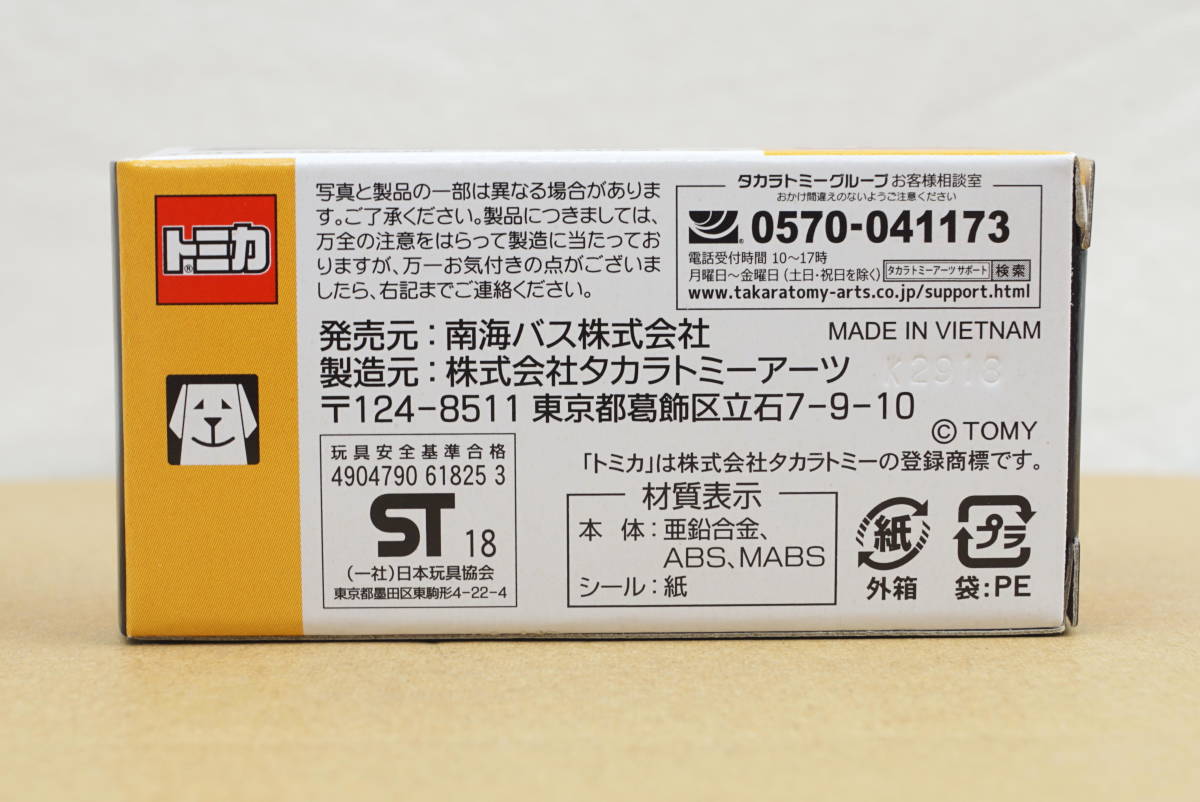 トミカ®
写真と製品の一部は異なる場合がありま
す。ご了承ください。製品につきましては、
万全の注意をはらって製造に当たってお
りますが、万一お気付きの点がございま
したら、右記までご連絡ください。
タカラトミーグループ お客様相談室
おかけ間違えのないようご注意ください
0570-041173
電話受付時間 10〜17時
月曜日〜金曜日（土日・祝日を除く） タカラトミーアーツ サポート 検索
www.takaratomy-arts.co.jp/support.html
発売元：南海バス株式会社
MADE IN VIETNAM
製造元：株式会社タカラトミーアーツ
K2913
〒124-8511 東京都葛飾区立石7-9-10
© TOMY
「トミカ」は株式会社タカラトミーの登録商標です。
玩具安全基準合格
4904790 61825 3
ST 18
(一社)日本玩具協会
東京都墨田区東駒形4-22-4
材質表示
本 体：亜鉛合金、
ABS、MABS
シール：紙
紙
外箱
プラ
袋:PE